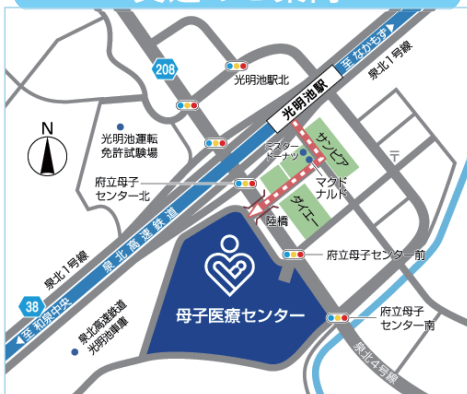 交通のご案内
至 なかもず
泉北1号線
208
光明池駅北
光明池駅
N
光明池運転
免許試験場
ミスター
ドーナツ
サンピア
〒
府立母子
センター北
マクド
ナルド
ダイエー
陸橋
泉北高速鉄道
府立母子センター前
泉北1号線
38
至 和泉中央
母子医療センター
泉北高速鉄道
光明池車庫
府立母子
センター南
泉北4号線